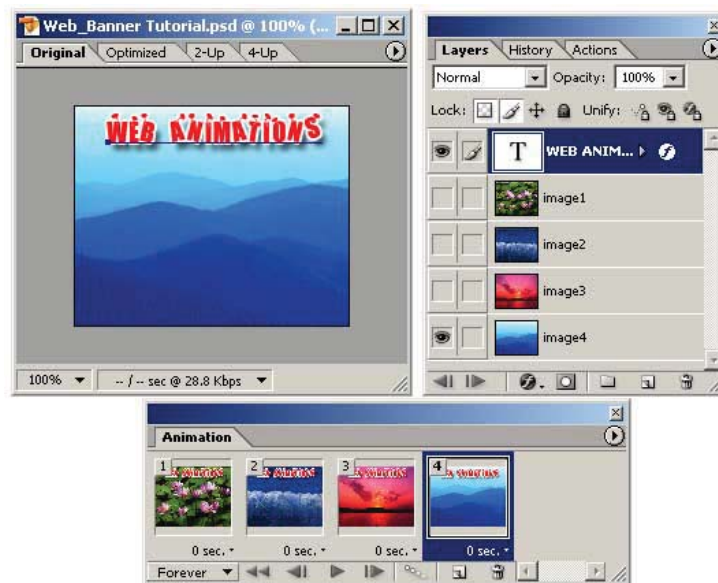 Web_Banner Tutorial.psd @ 100% (...
Original Optimized 2-Up 4-Up
WEB ANIMATIONS
100% -- / -- sec @ 28.8 Kbps
Layers History Actions
Normal Opacity: 100%
Lock: Unify:
T WEB ANIM...
image1
image2
image3
image4
Animation
1 2 3 4
0 sec. 0 sec. 0 sec. 0 sec.
Forever